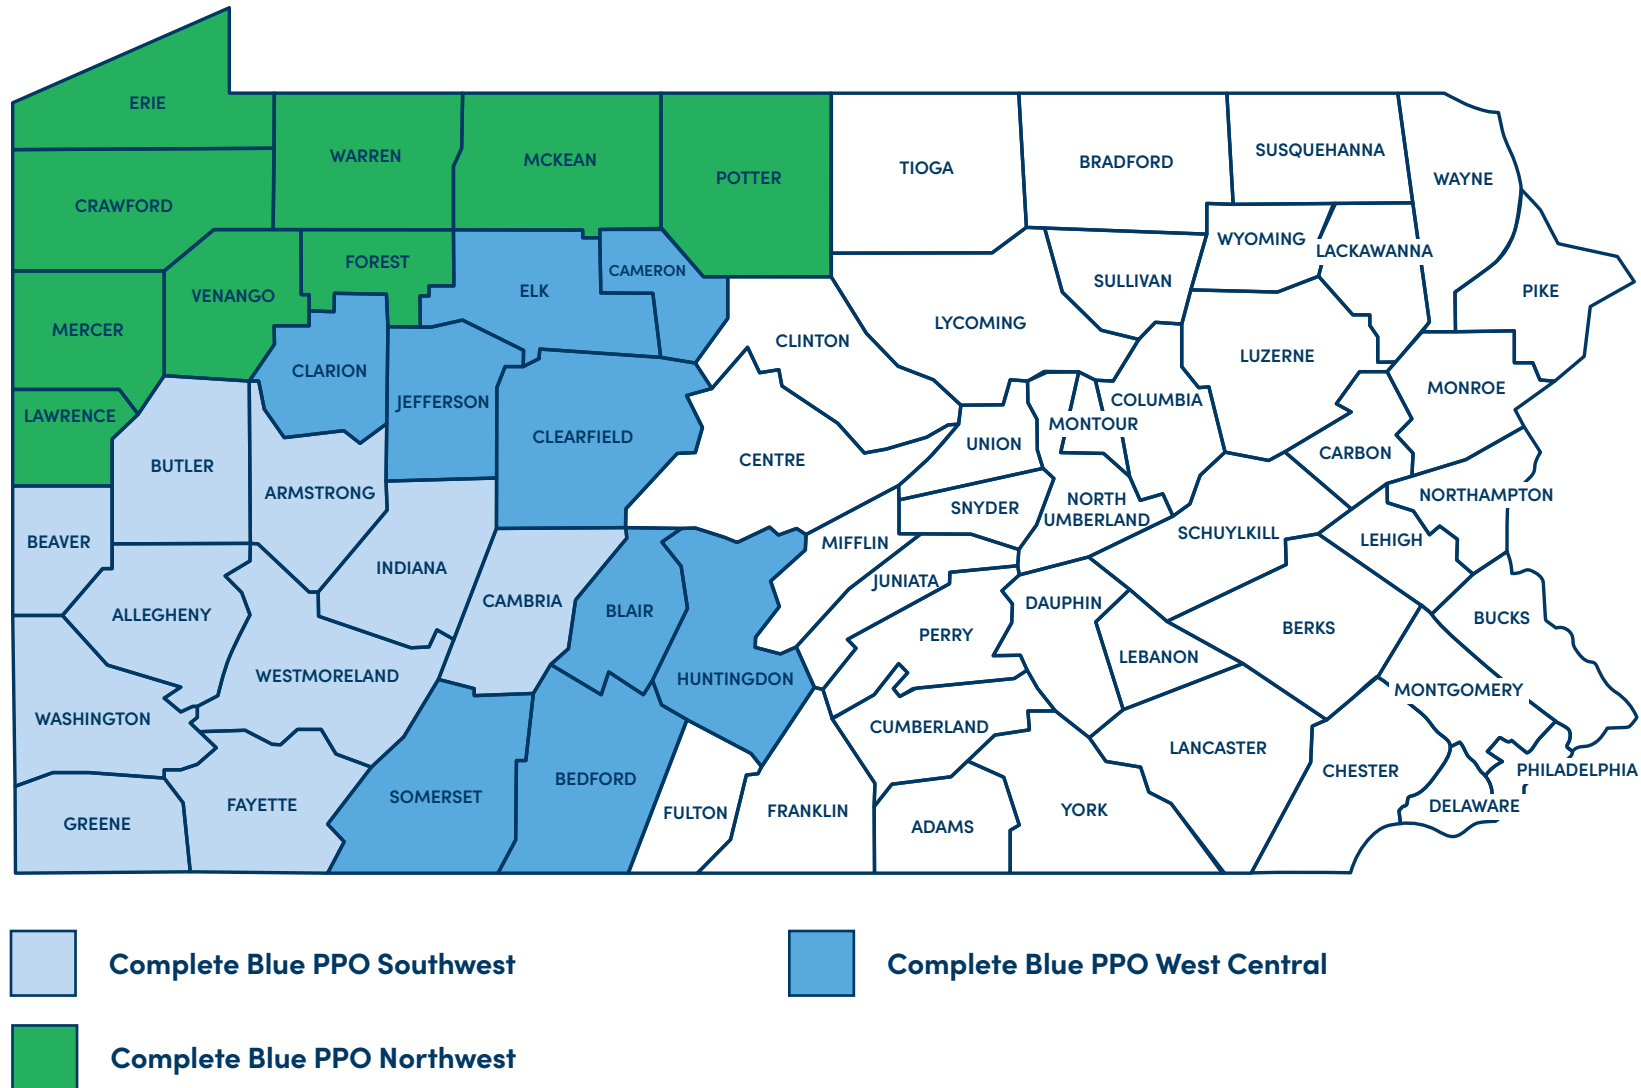 ERIE
WARREN
MCKEAN
POTTER
TIOGA
BRADFORD
SUSQUEHANNA
WAYNE
CRAWFORD
FOREST
CAMERON
WYOMING
LACKAWANNA
VENANGO
ELK
SULLIVAN
PIKE
MERCER
CLARION
CLINTON
LYCOMING
LUZERNE
MONROE
LAWRENCE
JEFFERSON
CLEARFIELD
COLUMBIA
MONTOUR
UNION
CENTRE
CARBON
BUTLER
ARMSTRONG
SNYDER
NORTH
UMBERLAND
NORTHAMPTON
BEAVER
INDIANA
MIFFLIN
SCHUYLKILL
LEHIGH
ALLEGHENY
CAMBRIA
BLAIR
JUNIATA
DAUPHIN
BUCKS
PERRY
BERKS
WESTMORELAND
HUNTINGDON
LEBANON
MONTGOMERY
WASHINGTON
CUMBERLAND
LANCASTER
CHESTER
PHILADELPHIA
GREENE
FAYETTE
SOMERSET
BEDFORD
FULTON
FRANKLIN
ADAMS
YORK
DELAWARE
Complete Blue PPO Southwest
Complete Blue PPO West Central
Complete Blue PPO Northwest